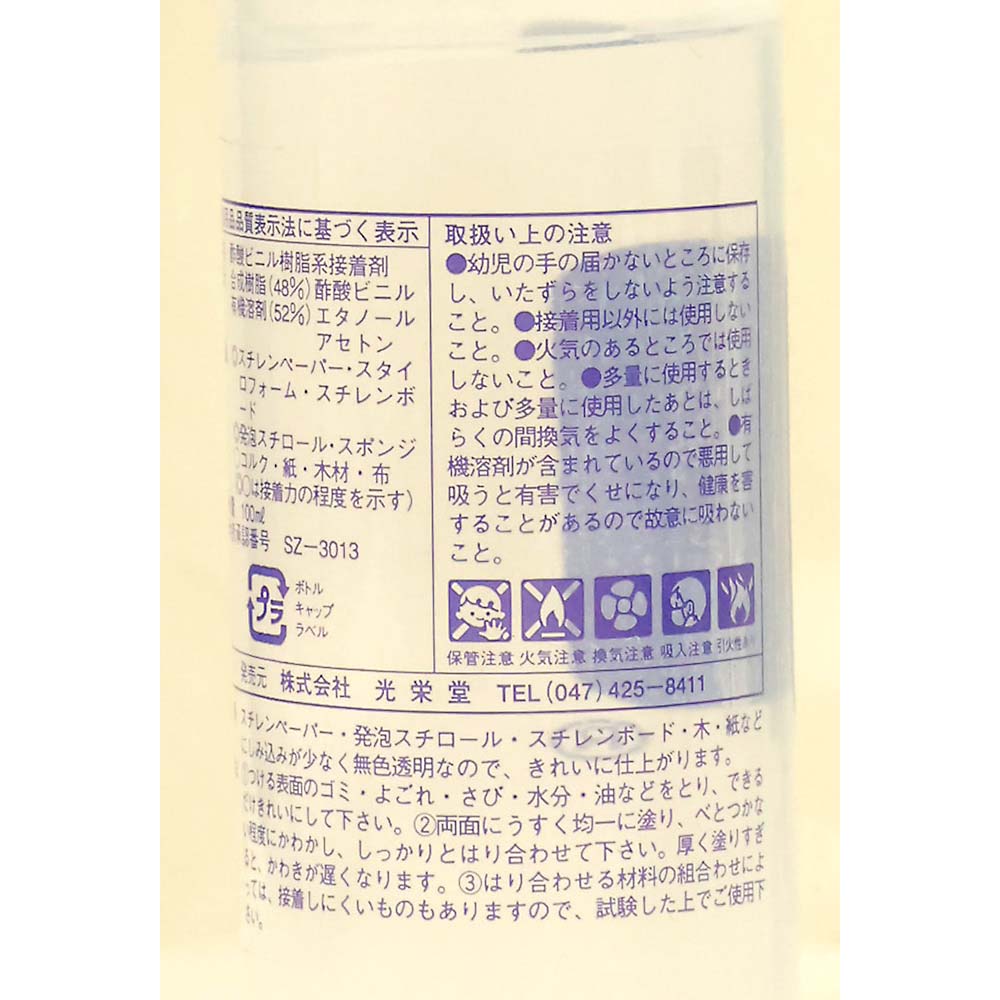 品品質表示法に基づく表示
酢酸ビニル樹脂系接着剤
合成樹脂(48%)酢酸ビニル
有機溶剤(52%)エタノール
アセトン
◎スチレンペーパー・スタイ
ロフォーム・スチレンボ
ード
○発泡スチロール・スポンジ
コルク・紙・木材・布
◎○は接着力の程度を示す)
100ml
認番号 SZ-3013
プラ
ボトル
キャップ
ラベル
取扱い上の注意
●幼児の手の届かないところに保存
し、いたずらをしないよう注意する
こと。●接着用以外には使用しない
こと。●火気のあるところでは使用
しないこと。●多量に使用するとき
および多量に使用したあとは、しば
らくの間換気をよくすること。●有
機溶剤が含まれているので悪用して
吸うと有害でくせになり、健康を害
することがあるので故意に吸わない
こと。
保管注意 火気注意 換気注意 吸入注意 引火性あり
発売元 株式会社 光栄堂 TEL(047)425-8411
スチレンペーパー・発泡スチロール・スチレンボード・木・紙など
にしみ込みが少なく無色透明なので、きれいに仕上がります。
つける表面のゴミ・よごれ・さび・水分・油などをとり、できる
だけきれいにして下さい。②両面にうすく均一に塗り、べとつかな
い程度にかわかし、しっかりとはり合わせて下さい。厚く塗りすぎ
ると、かわきが遅くなります。③はり合わせる材料の組合わせによ
っては、接着しにくいものもありますので、試験した上でご使用下
さい。